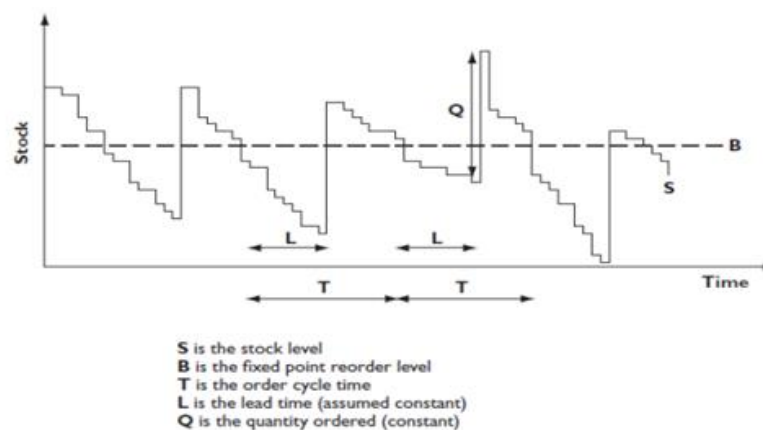 Stock
Q
B
S
L
L
Time
T
T
S is the stock level
B is the fixed point reorder level
T is the order cycle time
L is the lead time (assumed constant)
Q is the quantity ordered (constant)